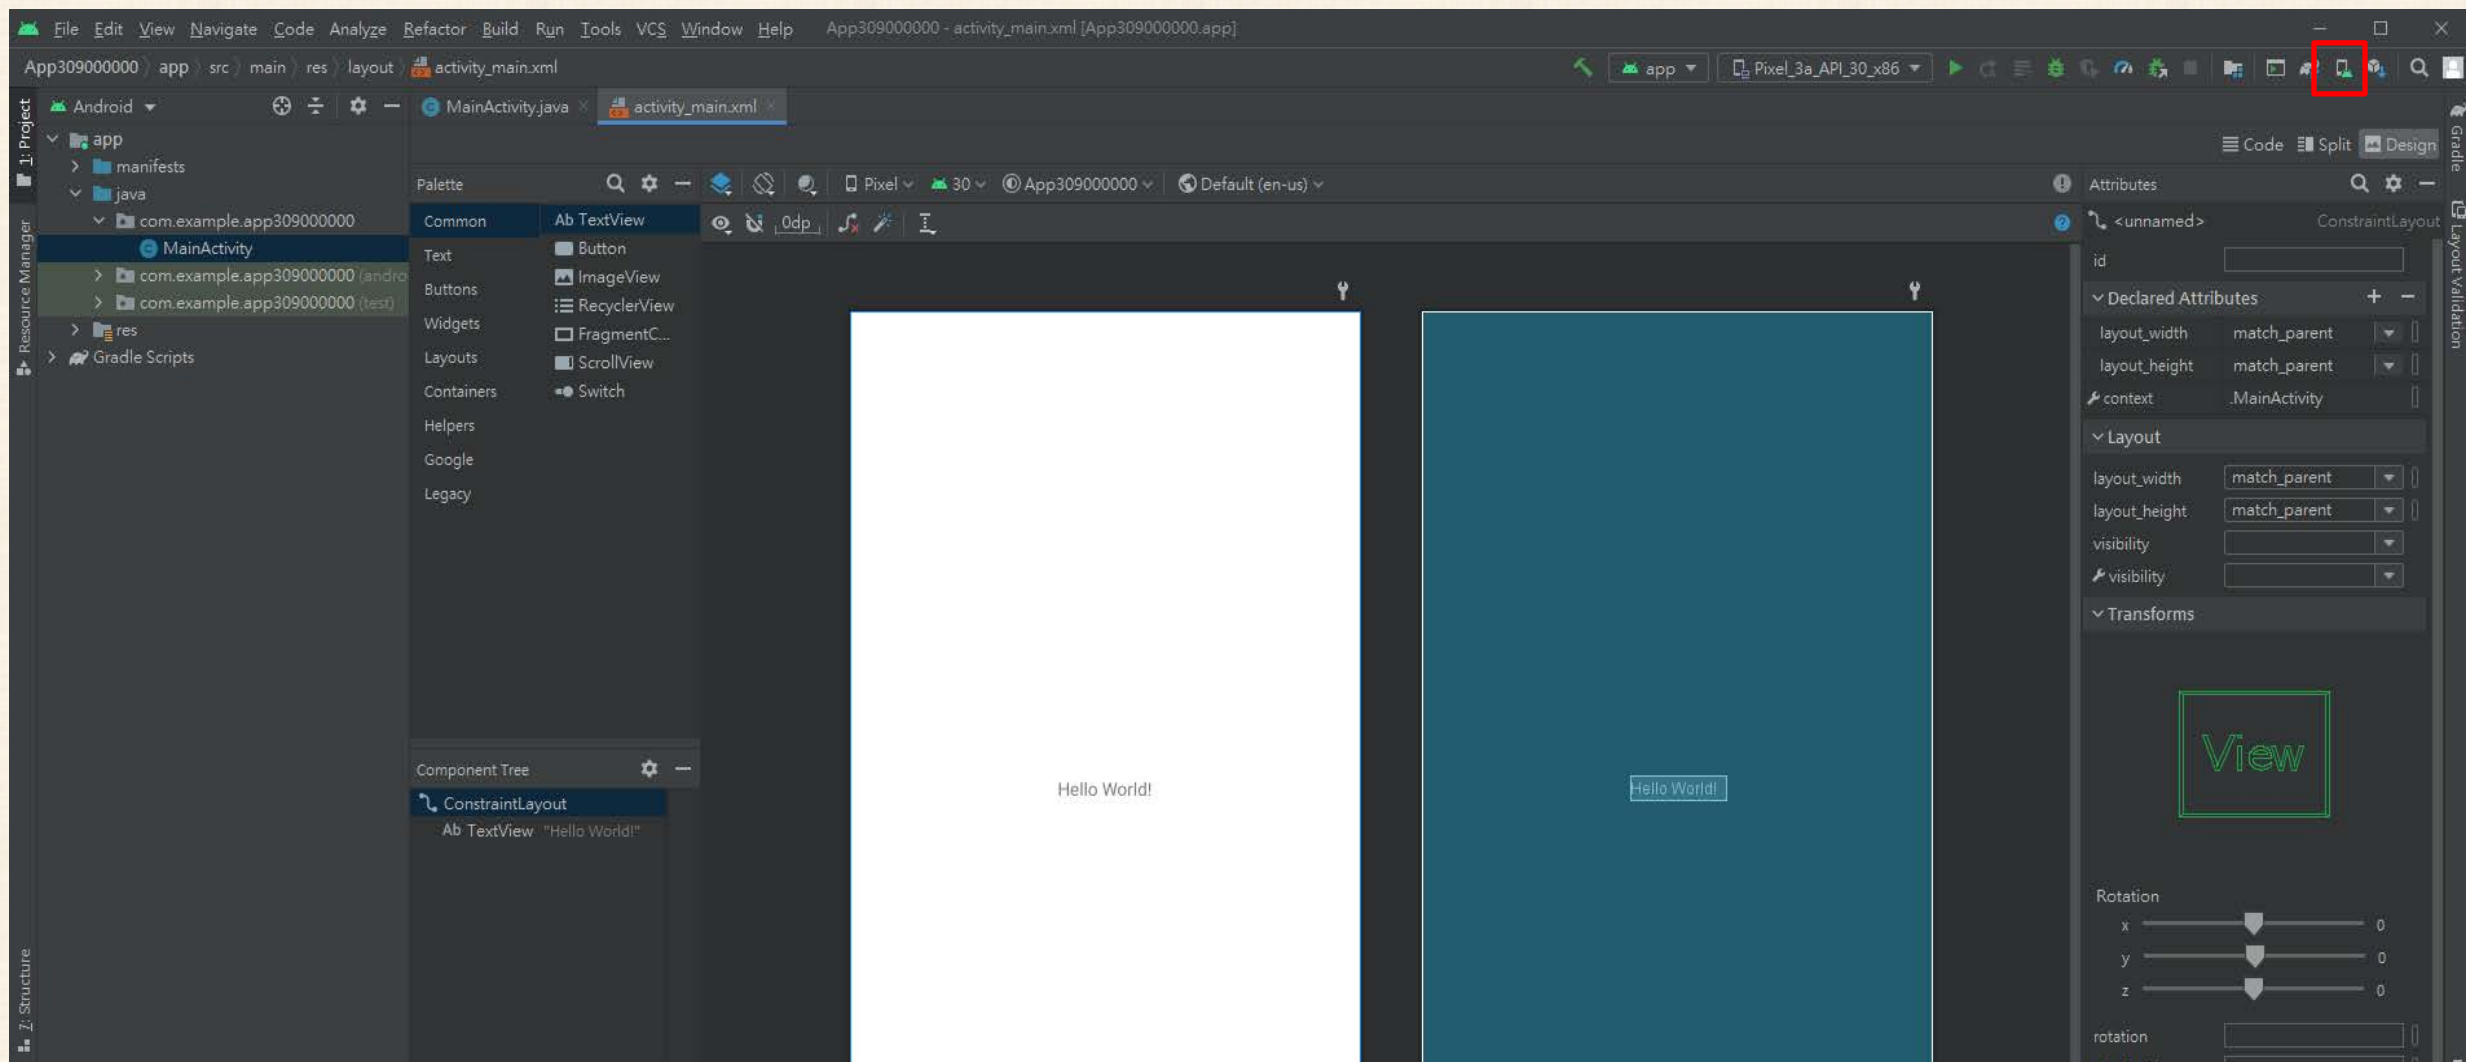 File Edit View Navigate Code Analyze Refactor Build Run Tools VCS Window Help App309000000 - activity_main.xml [App309000000.app]
App309000000 app src main res layout activity_main.xml
app Pixel_3a_API_30_x86
1: Project
Resource Manager
7: Structure
Android
app
manifests
java
com.example.app309000000
MainActivity
com.example.app309000000 (andro
com.example.app309000000 (test)
res
Gradle Scripts
MainActivity.java
activity_main.xml
Code Split Design
Palette
Common
Text
Buttons
Widgets
Layouts
Containers
Helpers
Google
Legacy
Ab TextView
Button
ImageView
RecyclerView
FragmentC...
ScrollView
Switch
Pixel 30 App309000000 Default (en-us)
0dp
Hello World!
Hello World!
Component Tree
ConstraintLayout
Ab TextView "Hello World!"
Attributes
<unnamed> ConstraintLayout
id
Declared Attributes
layout_width match_parent
layout_height match_parent
context .MainActivity
Layout
layout_width match_parent
layout_height match_parent
visibility
visibility
Transforms
View
Rotation
x 0
y 0
z 0
rotation
Gradle
Layout Validation